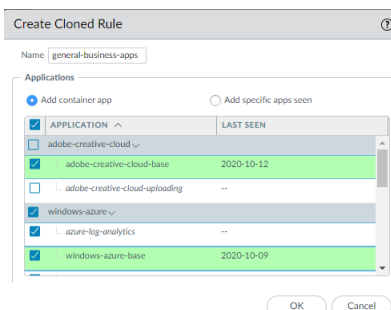 Create Cloned Rule
Name general-business-apps
Applications
Add container app Add specific apps seen
APPLICATION LAST SEEN
adobe-creative-cloud
adobe-creative-cloud-base 2020-10-12
adobe-creative-cloud-uploading --
windows-azure
azure-log-analytics --
windows-azure-base 2020-10-09
OK Cancel